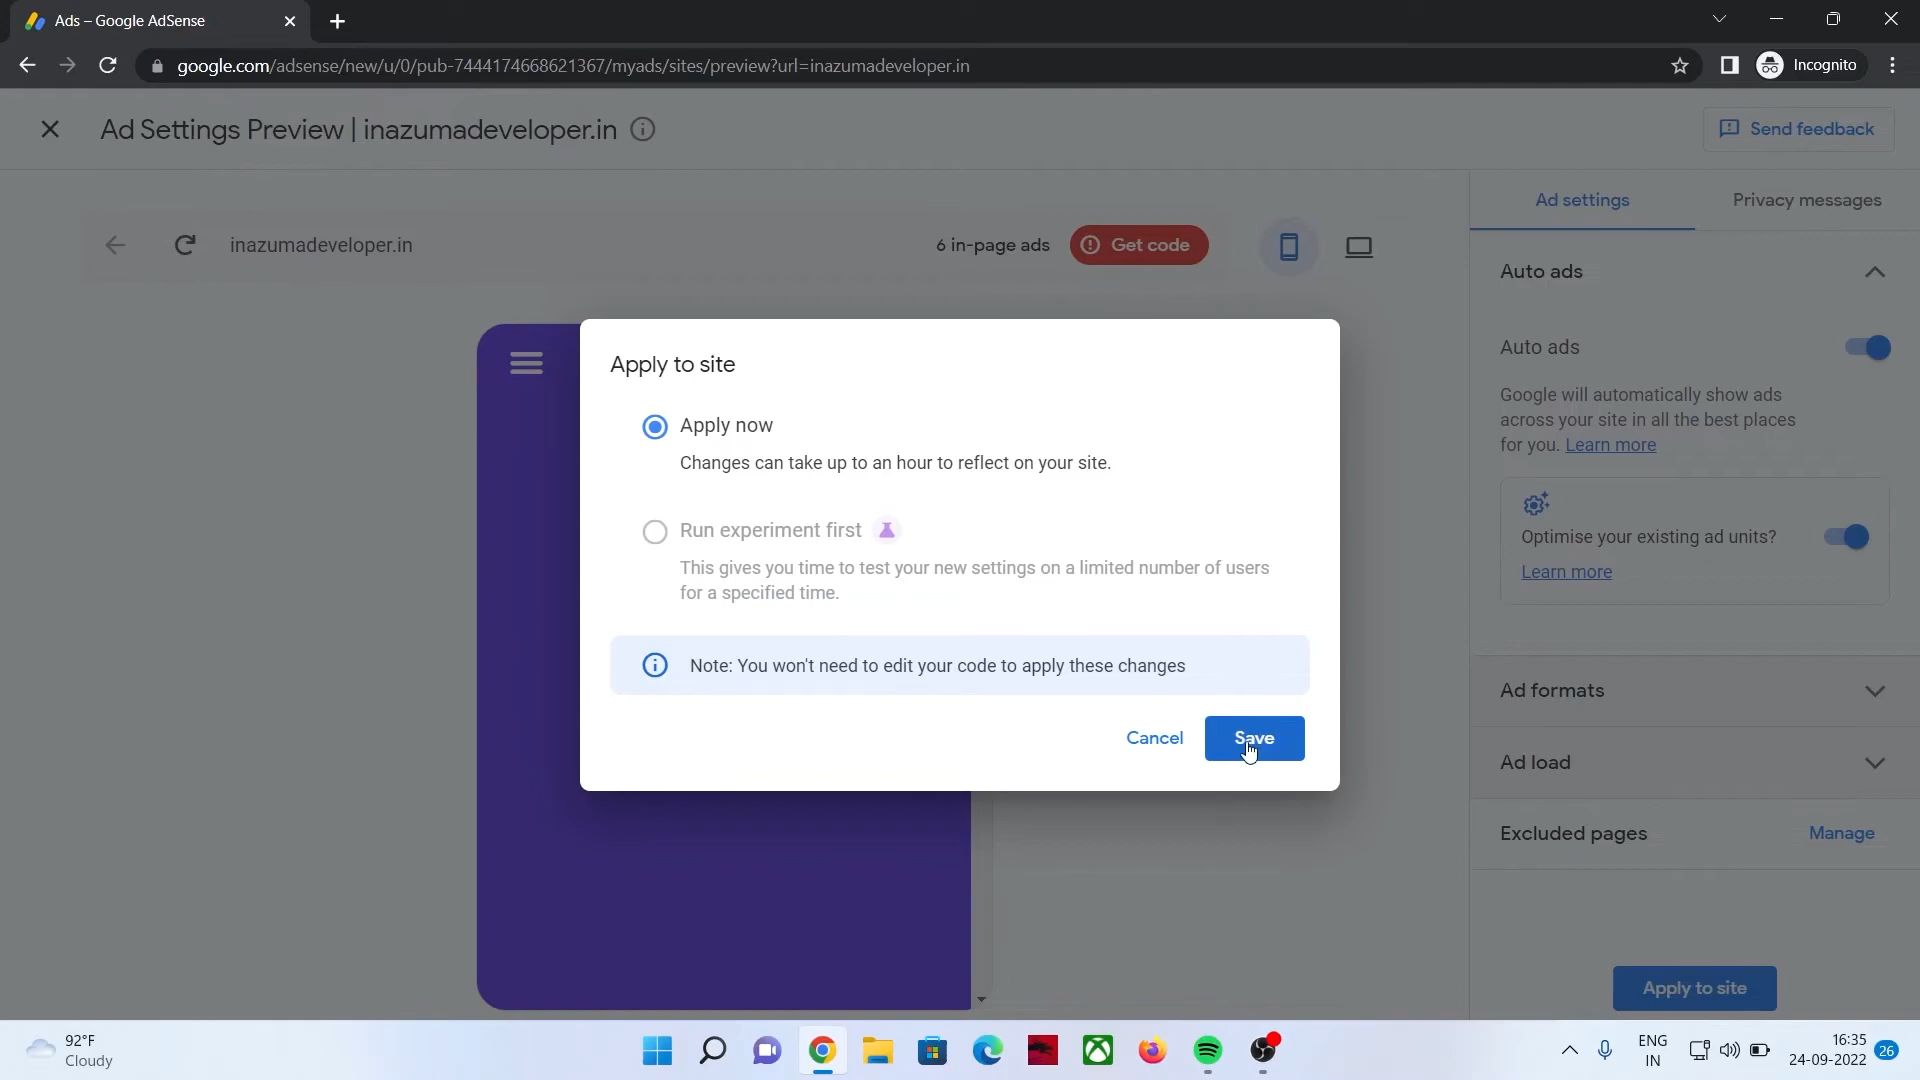 Ads – Google AdSense
google.com/adsense/new/u/0/pub-7444174668621367/myads/sites/preview?url=inazumadeveloper.in
Incognito
Ad Settings Preview | inazumadeveloper.in
Send feedback
Ad settings
Privacy messages
inazumadeveloper.in
6 in-page ads
Get code
Auto ads
Auto ads
Google will automatically show ads
across your site in all the best places
for you. Learn more
Optimise your existing ad units?
Learn more
Ad formats
Ad load
Excluded pages
Manage
Apply to site
Apply to site
Apply now
Changes can take up to an hour to reflect on your site.
Run experiment first
This gives you time to test your new settings on a limited number of users
for a specified time.
Note: You won't need to edit your code to apply these changes
Cancel
Save
92°F
Cloudy
ENG
IN
16:35
24-09-2022
26